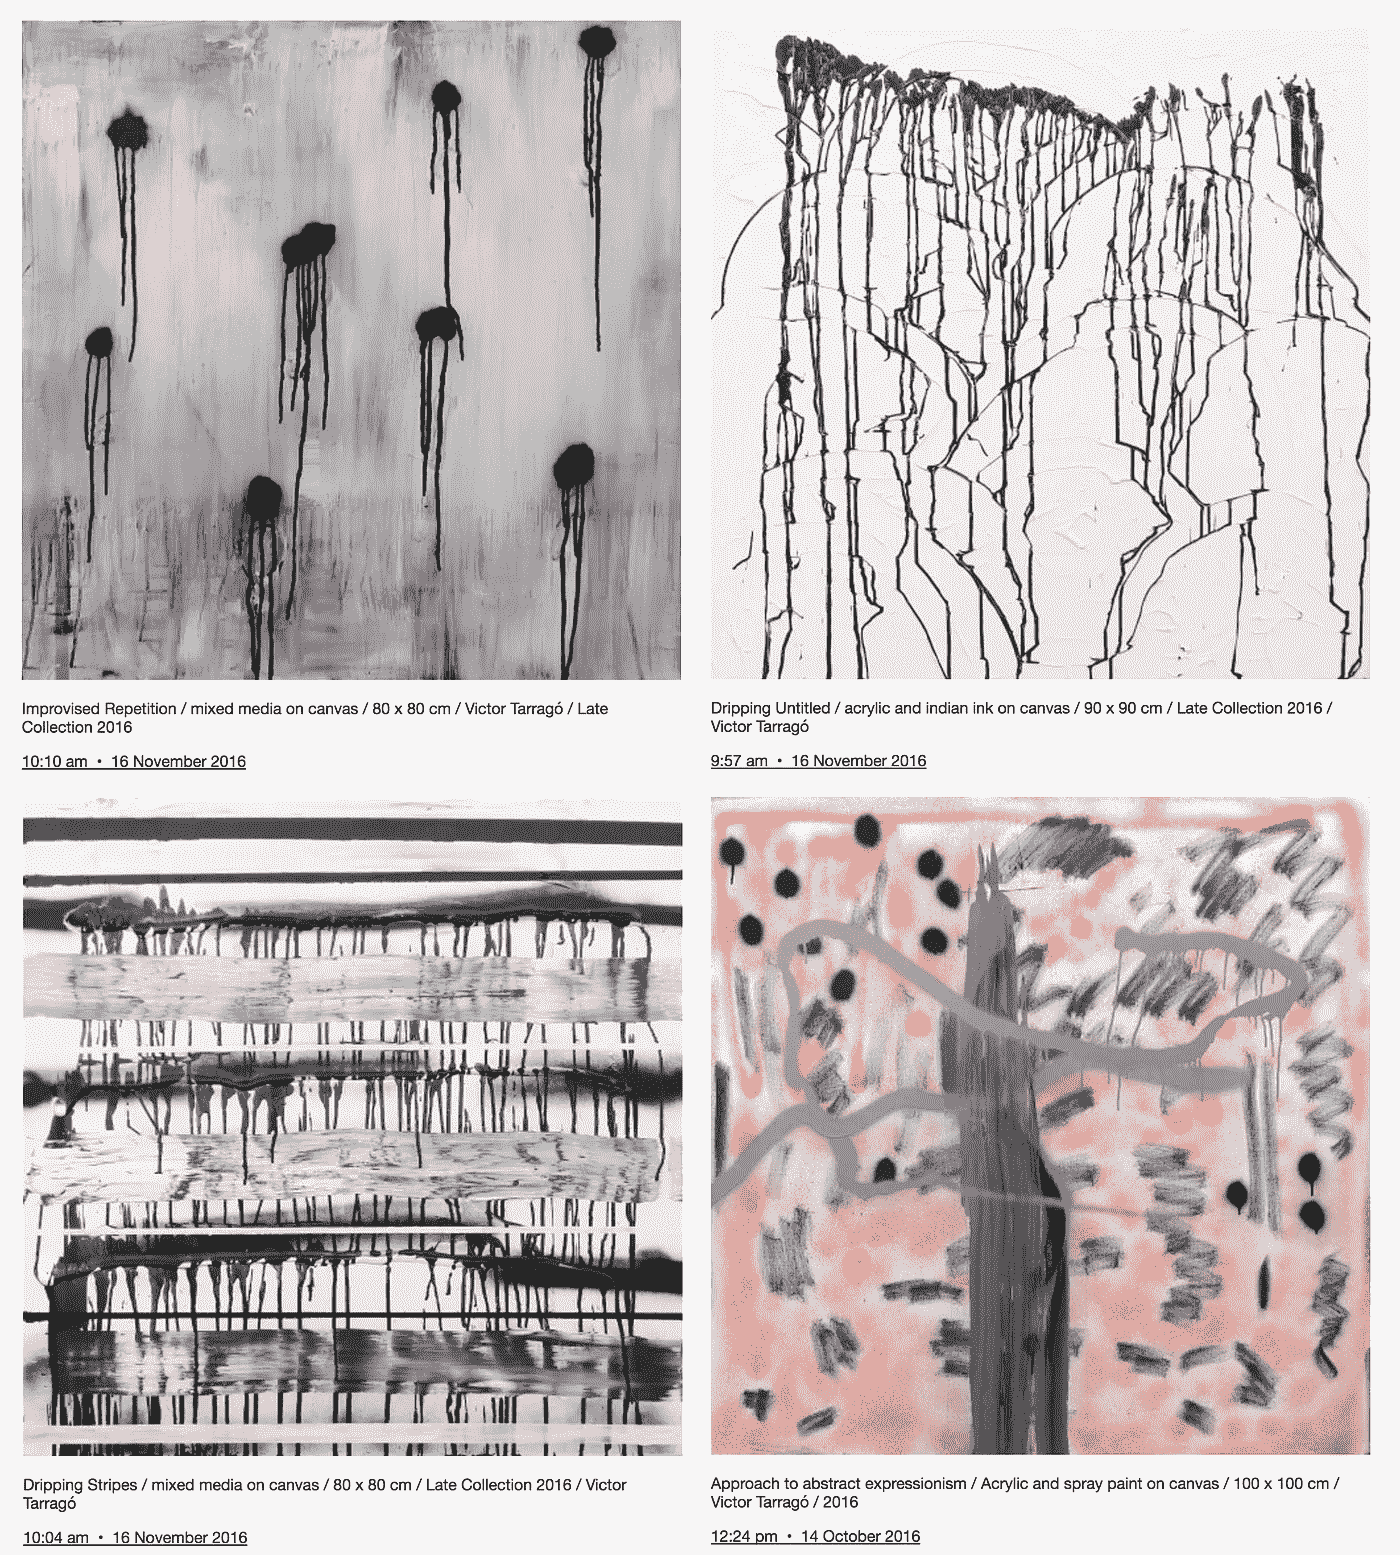 Improvised Repetition / mixed media on canvas / 80 x 80 cm / Victor Tarragó / Late
Collection 2016
10:10 am • 16 November 2016
Dripping Untitled / acrylic and indian ink on canvas / 90 x 90 cm / Late Collection 2016 /
Victor Tarragó
9:57 am • 16 November 2016
Dripping Stripes / mixed media on canvas / 80 x 80 cm / Late Collection 2016 / Victor
Tarragó
10:04 am • 16 November 2016
Approach to abstract expressionism / Acrylic and spray paint on canvas / 100 x 100 cm /
Victor Tarragó / 2016
12:24 pm • 14 October 2016